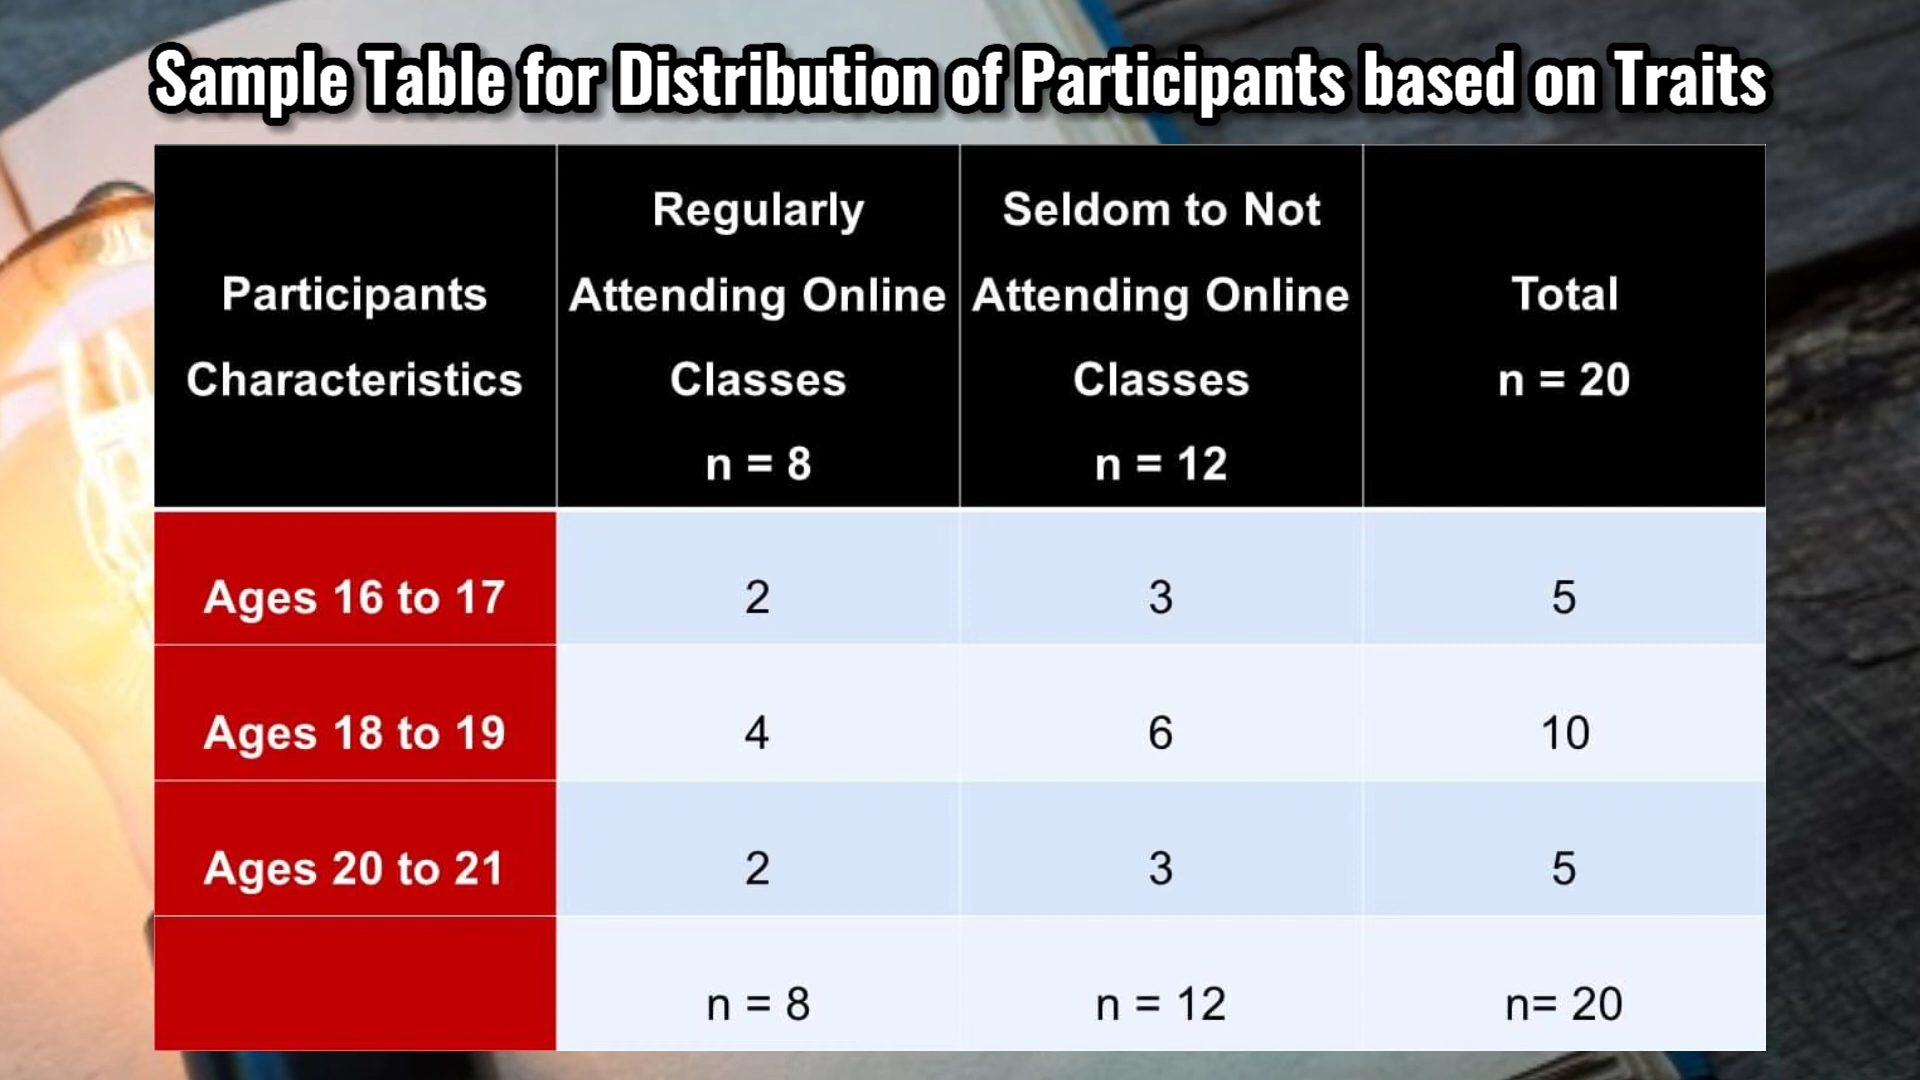 Sample Table for Distribution of Participants based on Traits
Participants
Characteristics
Regularly
Attending Online
Classes
n = 8
Seldom to Not
Attending Online
Classes
n = 12
Total
n = 20
Ages 16 to 17 2 3 5
Ages 18 to 19 4 6 10
Ages 20 to 21 2 3 5
n = 8 n = 12 n= 20